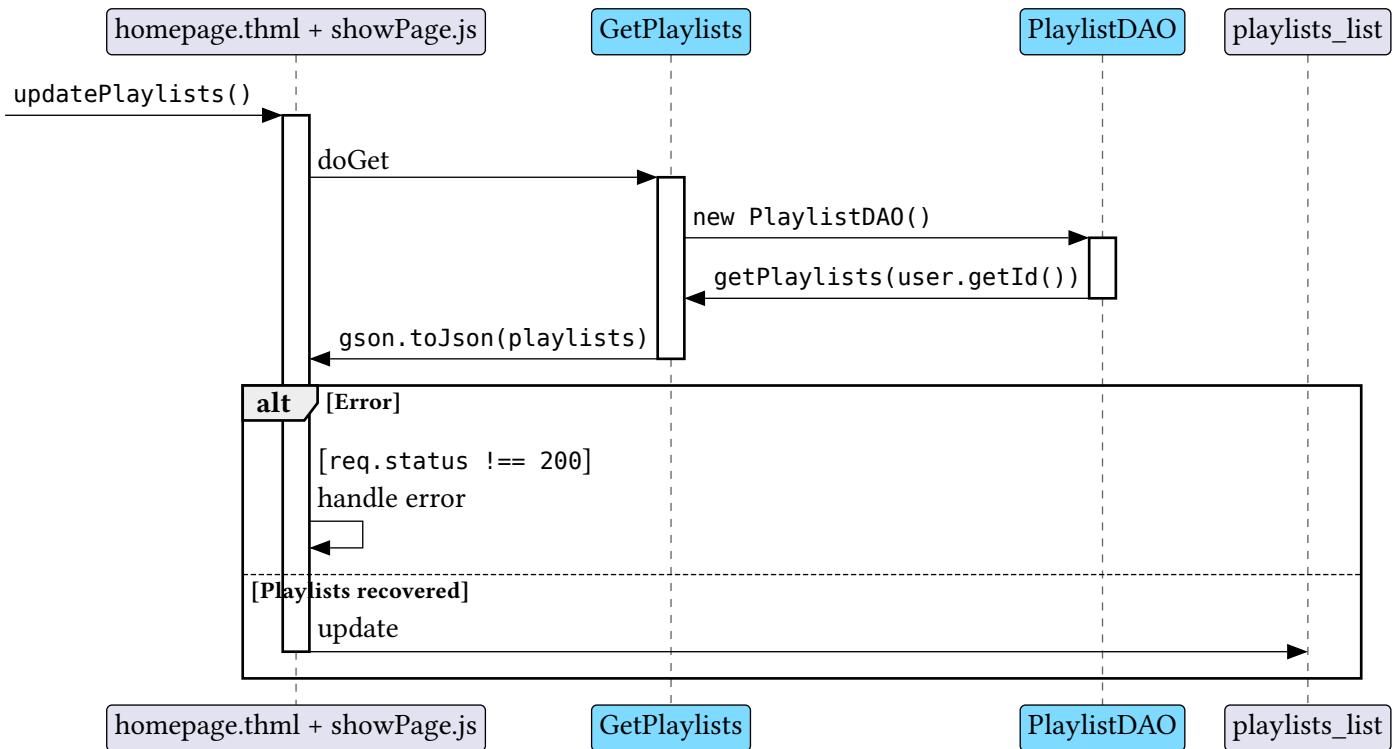 homepage.thml + showPage.js
GetPlaylists
PlaylistDAO
playlists_list
updatePlaylists()
doGet
new PlaylistDAO()
getPlaylists(user.getId())
gson.toJson(playlists)
alt
[Error]
[req.status !== 200]
handle error
[Playlists recovered]
update
homepage.thml + showPage.js
GetPlaylists
PlaylistDAO
playlists_list